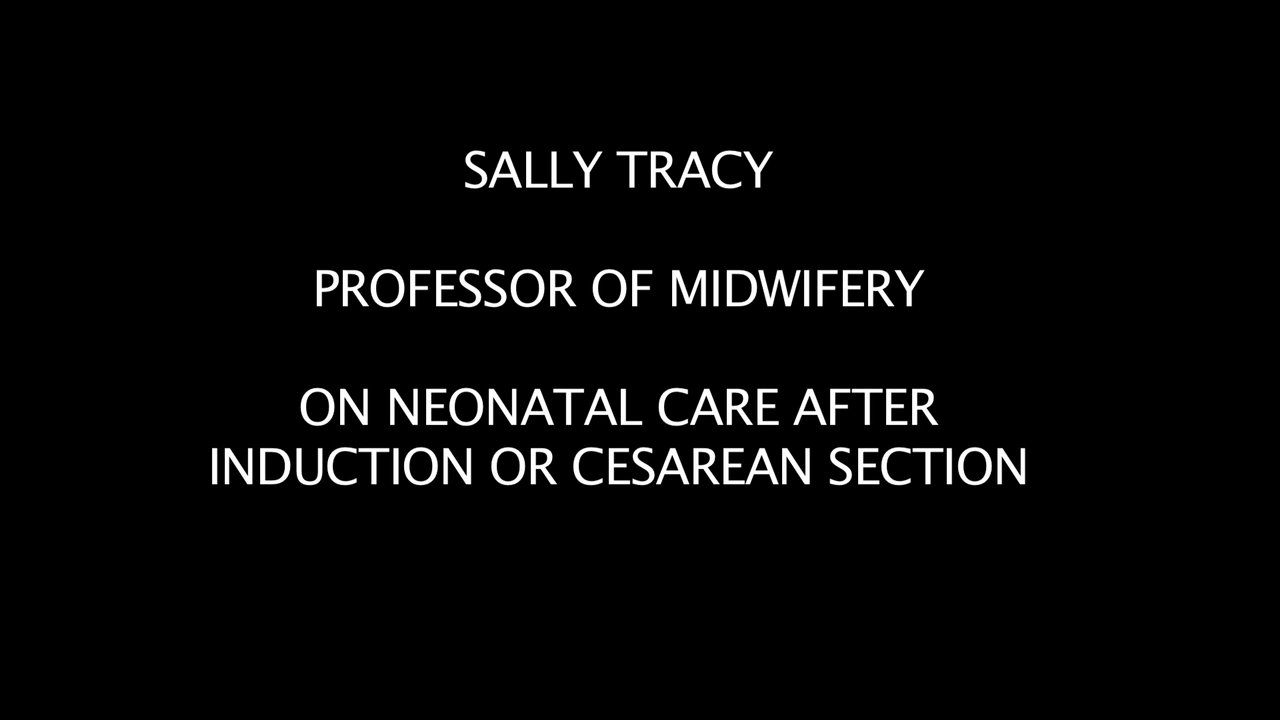 SALLY TRACY
PROFESSOR OF MIDWIFERY
ON NEONATAL CARE AFTER
INDUCTION OR CESAREAN SECTION